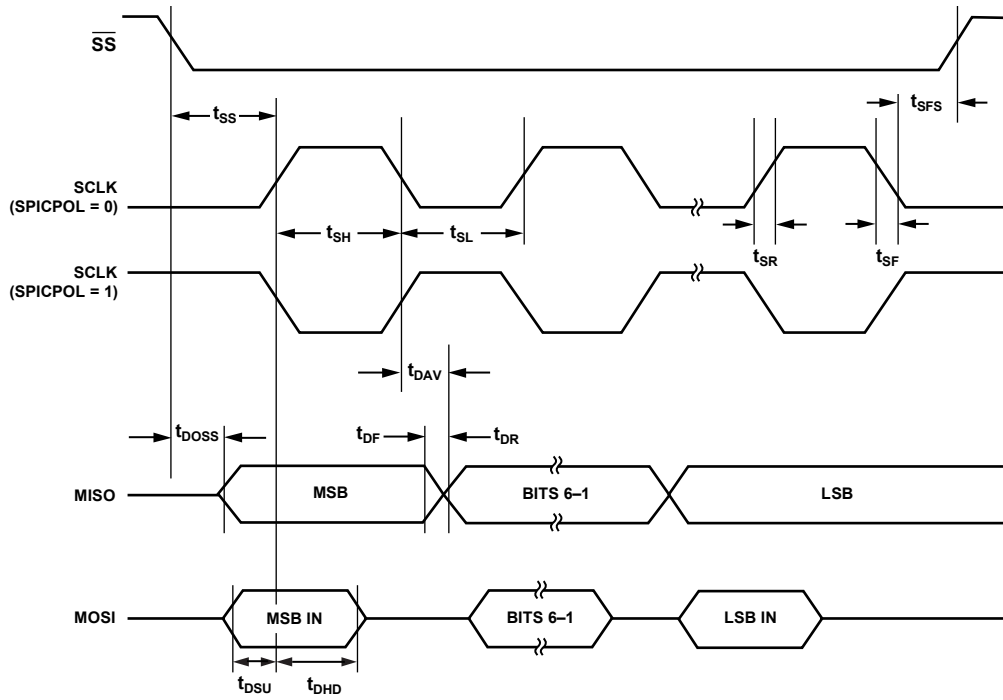 SS
tSS
tSFS
SCLK
(SPICPOL = 0)
tSH
tSL
tSR
tSF
SCLK
(SPICPOL = 1)
tDAV
tDOSS
tDF
tDR
MISO
MSB
BITS 6–1
LSB
MOSI
MSB IN
BITS 6–1
LSB IN
tDSU
tDHD